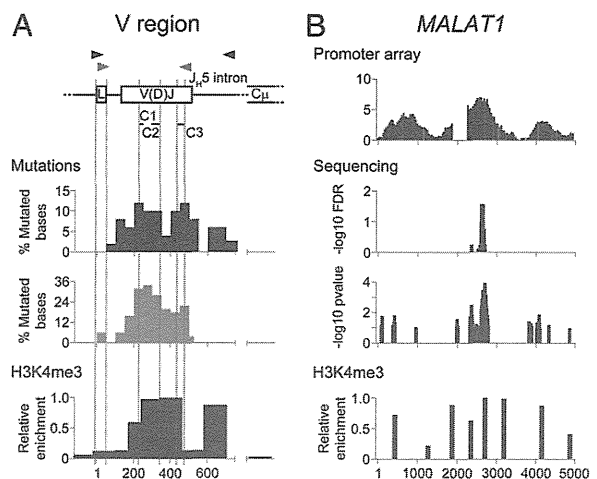 A V region
B MALAT1
Promoter array
JH5 intron
L V(D)J Cμ
C1
C2 C3
10
5
0
Mutations
% Mutated bases
15
10
5
0
Sequencing
-log10 FDR
2
1
0
% Mutated bases
36
24
12
0
-log10 pvalue
4
2
0
H3K4me3
Relative enichment
1.0
0.5
0
1 200 400 600
H3K4me3
Relative enrichment
1.0
0.5
0
1 1000 2000 3000 4000 5000